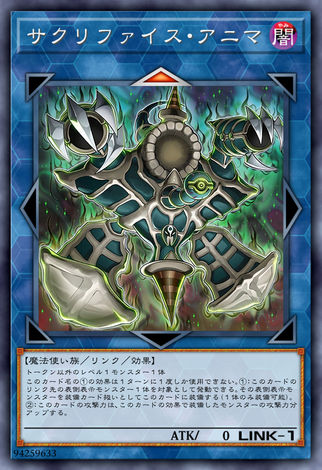 サクリファイス・アニマ
やみ
闇
【魔法使い族／リンク／効果】
トークン以外のレベル１モンスター１体
このカード名の①の効果は１ターンに１度しか使用できない。①：このカードの
リンク先の表側表示モンスター１体を対象として発動できる。その表側表示モ
ンスターを装備カード扱いとしてこのカードに装備する（１体のみ装備可能）。
②：このカードの攻撃力は、このカードの効果で装備したモンスターの攻撃力分
アップする。
ATK/ 0 LINK-1
94259633